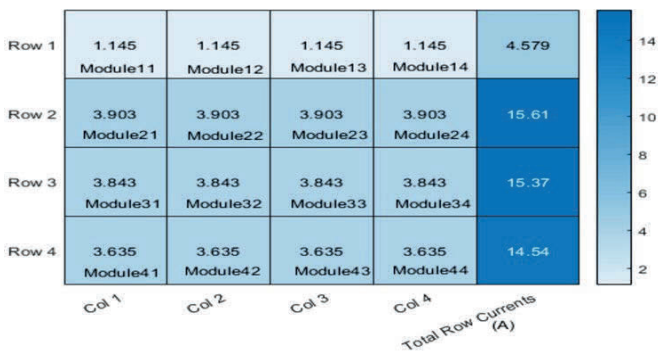 Row 1 1.145 1.145 1.145 1.145 4.579
Module11 Module12 Module13 Module14
Row 2 3.903 3.903 3.903 3.903 15.61
Module21 Module22 Module23 Module24
Row 3 3.843 3.843 3.843 3.843 15.37
Module31 Module32 Module33 Module34
Row 4 3.635 3.635 3.635 3.635 14.54
Module41 Module42 Module43 Module44
Col 1 Col 2 Col 3 Col 4 Total Row Currents
(A)
14
12
10
8
6
4
2